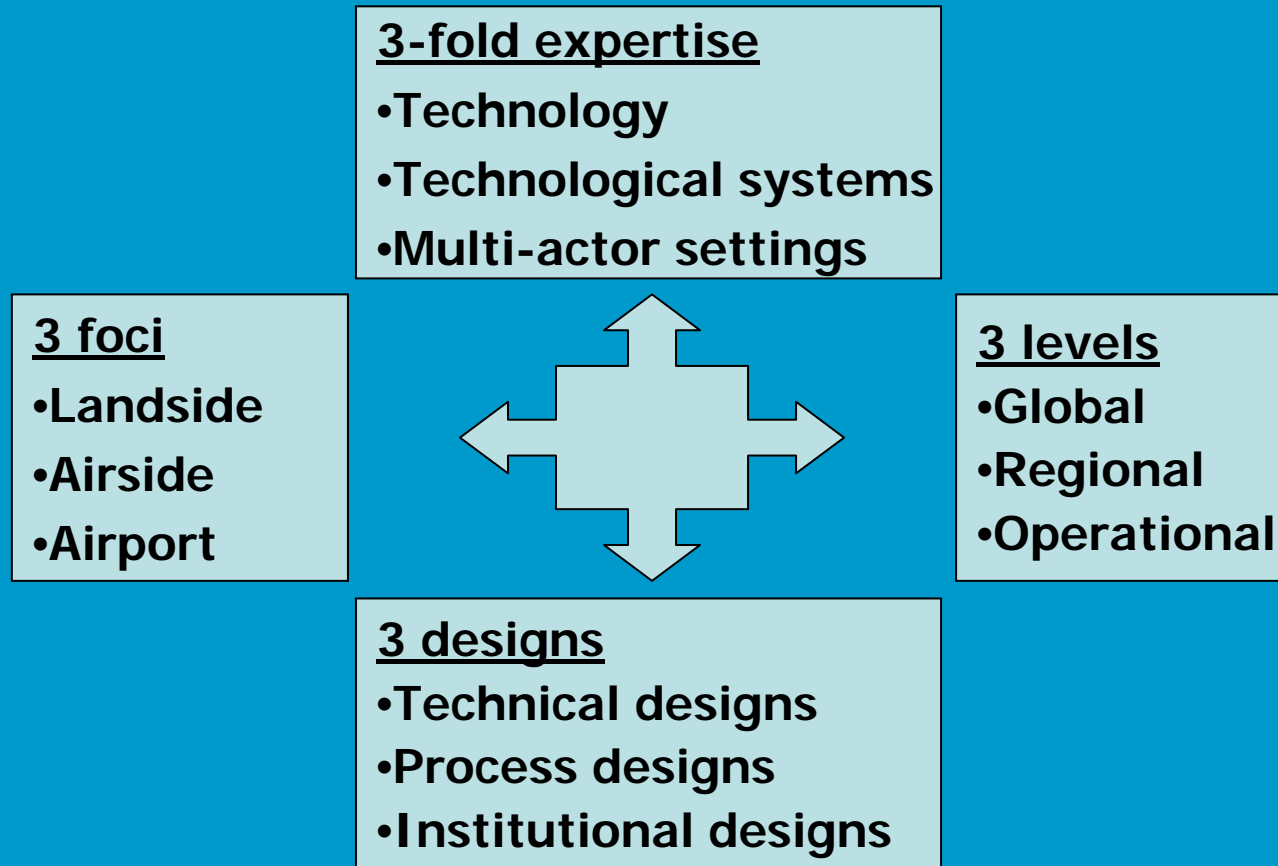 3-fold expertise
•Technology
•Technological systems
•Multi-actor settings
3 foci
•Landside
•Airside
•Airport
3 levels
•Global
•Regional
•Operational
3 designs
•Technical designs
•Process designs
•Institutional designs